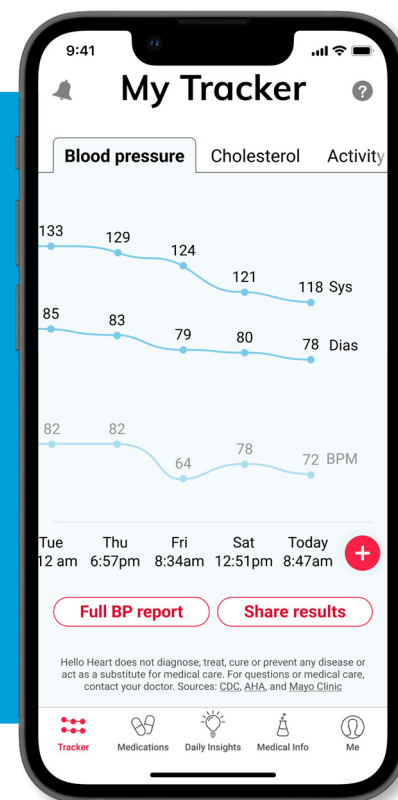 9:41
My Tracker
?
Blood pressure Cholesterol Activity
133 129 124 121 118 Sys
85 83 79 80 78 Dias
82 82 64 78 72 BPM
Tue Thu Fri Sat Today
12 am 6:57pm 8:34am 12:51pm 8:47am
+
Full BP report Share results
Hello Heart does not diagnose, treat, cure or prevent any disease or
act as a substitute for medical care. For questions or medical care,
contact your doctor. Sources: CDC, AHA, and Mayo Clinic
Tracker Medications Daily Insights Medical Info Me